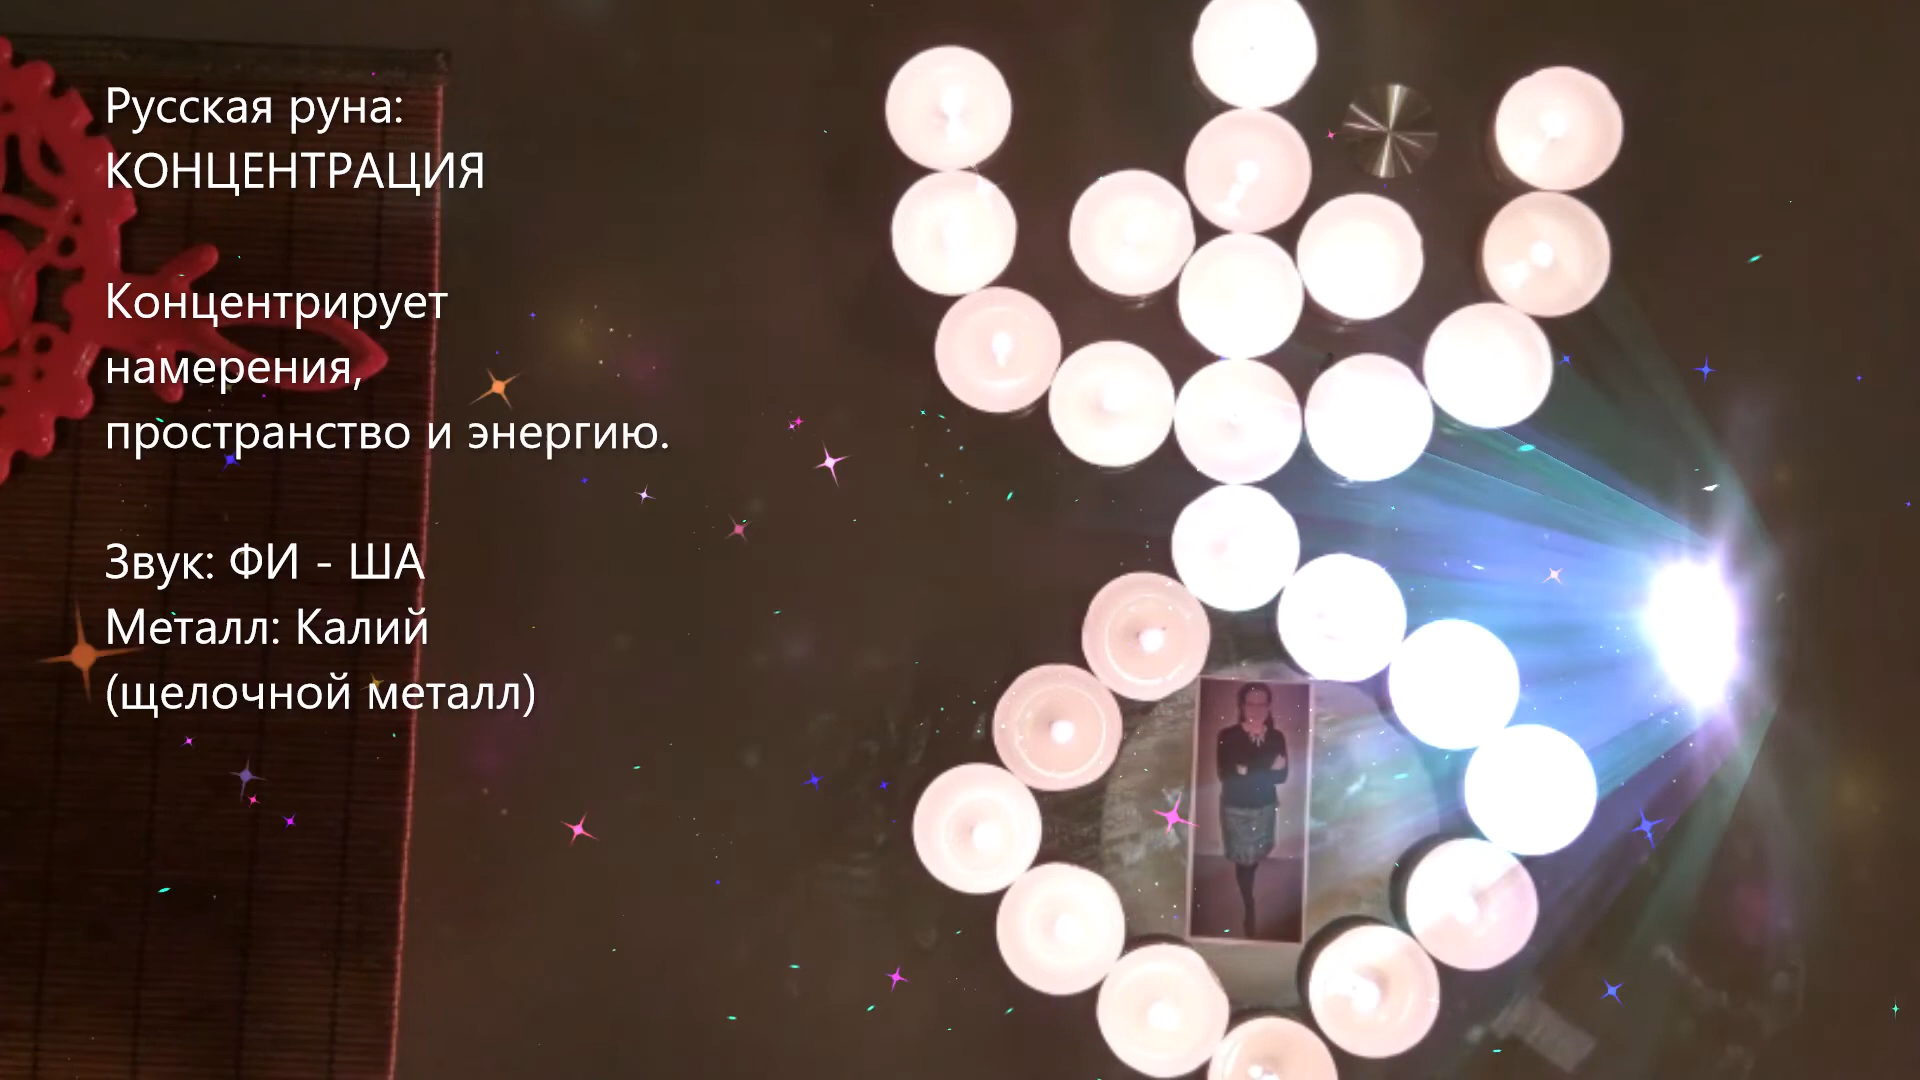 Русская руна:
КОНЦЕНТРАЦИЯ
Концентрирует
намерения,
пространство и энергию.
Звук: ФИ - ША
Металл: Калий
(щелочной металл)